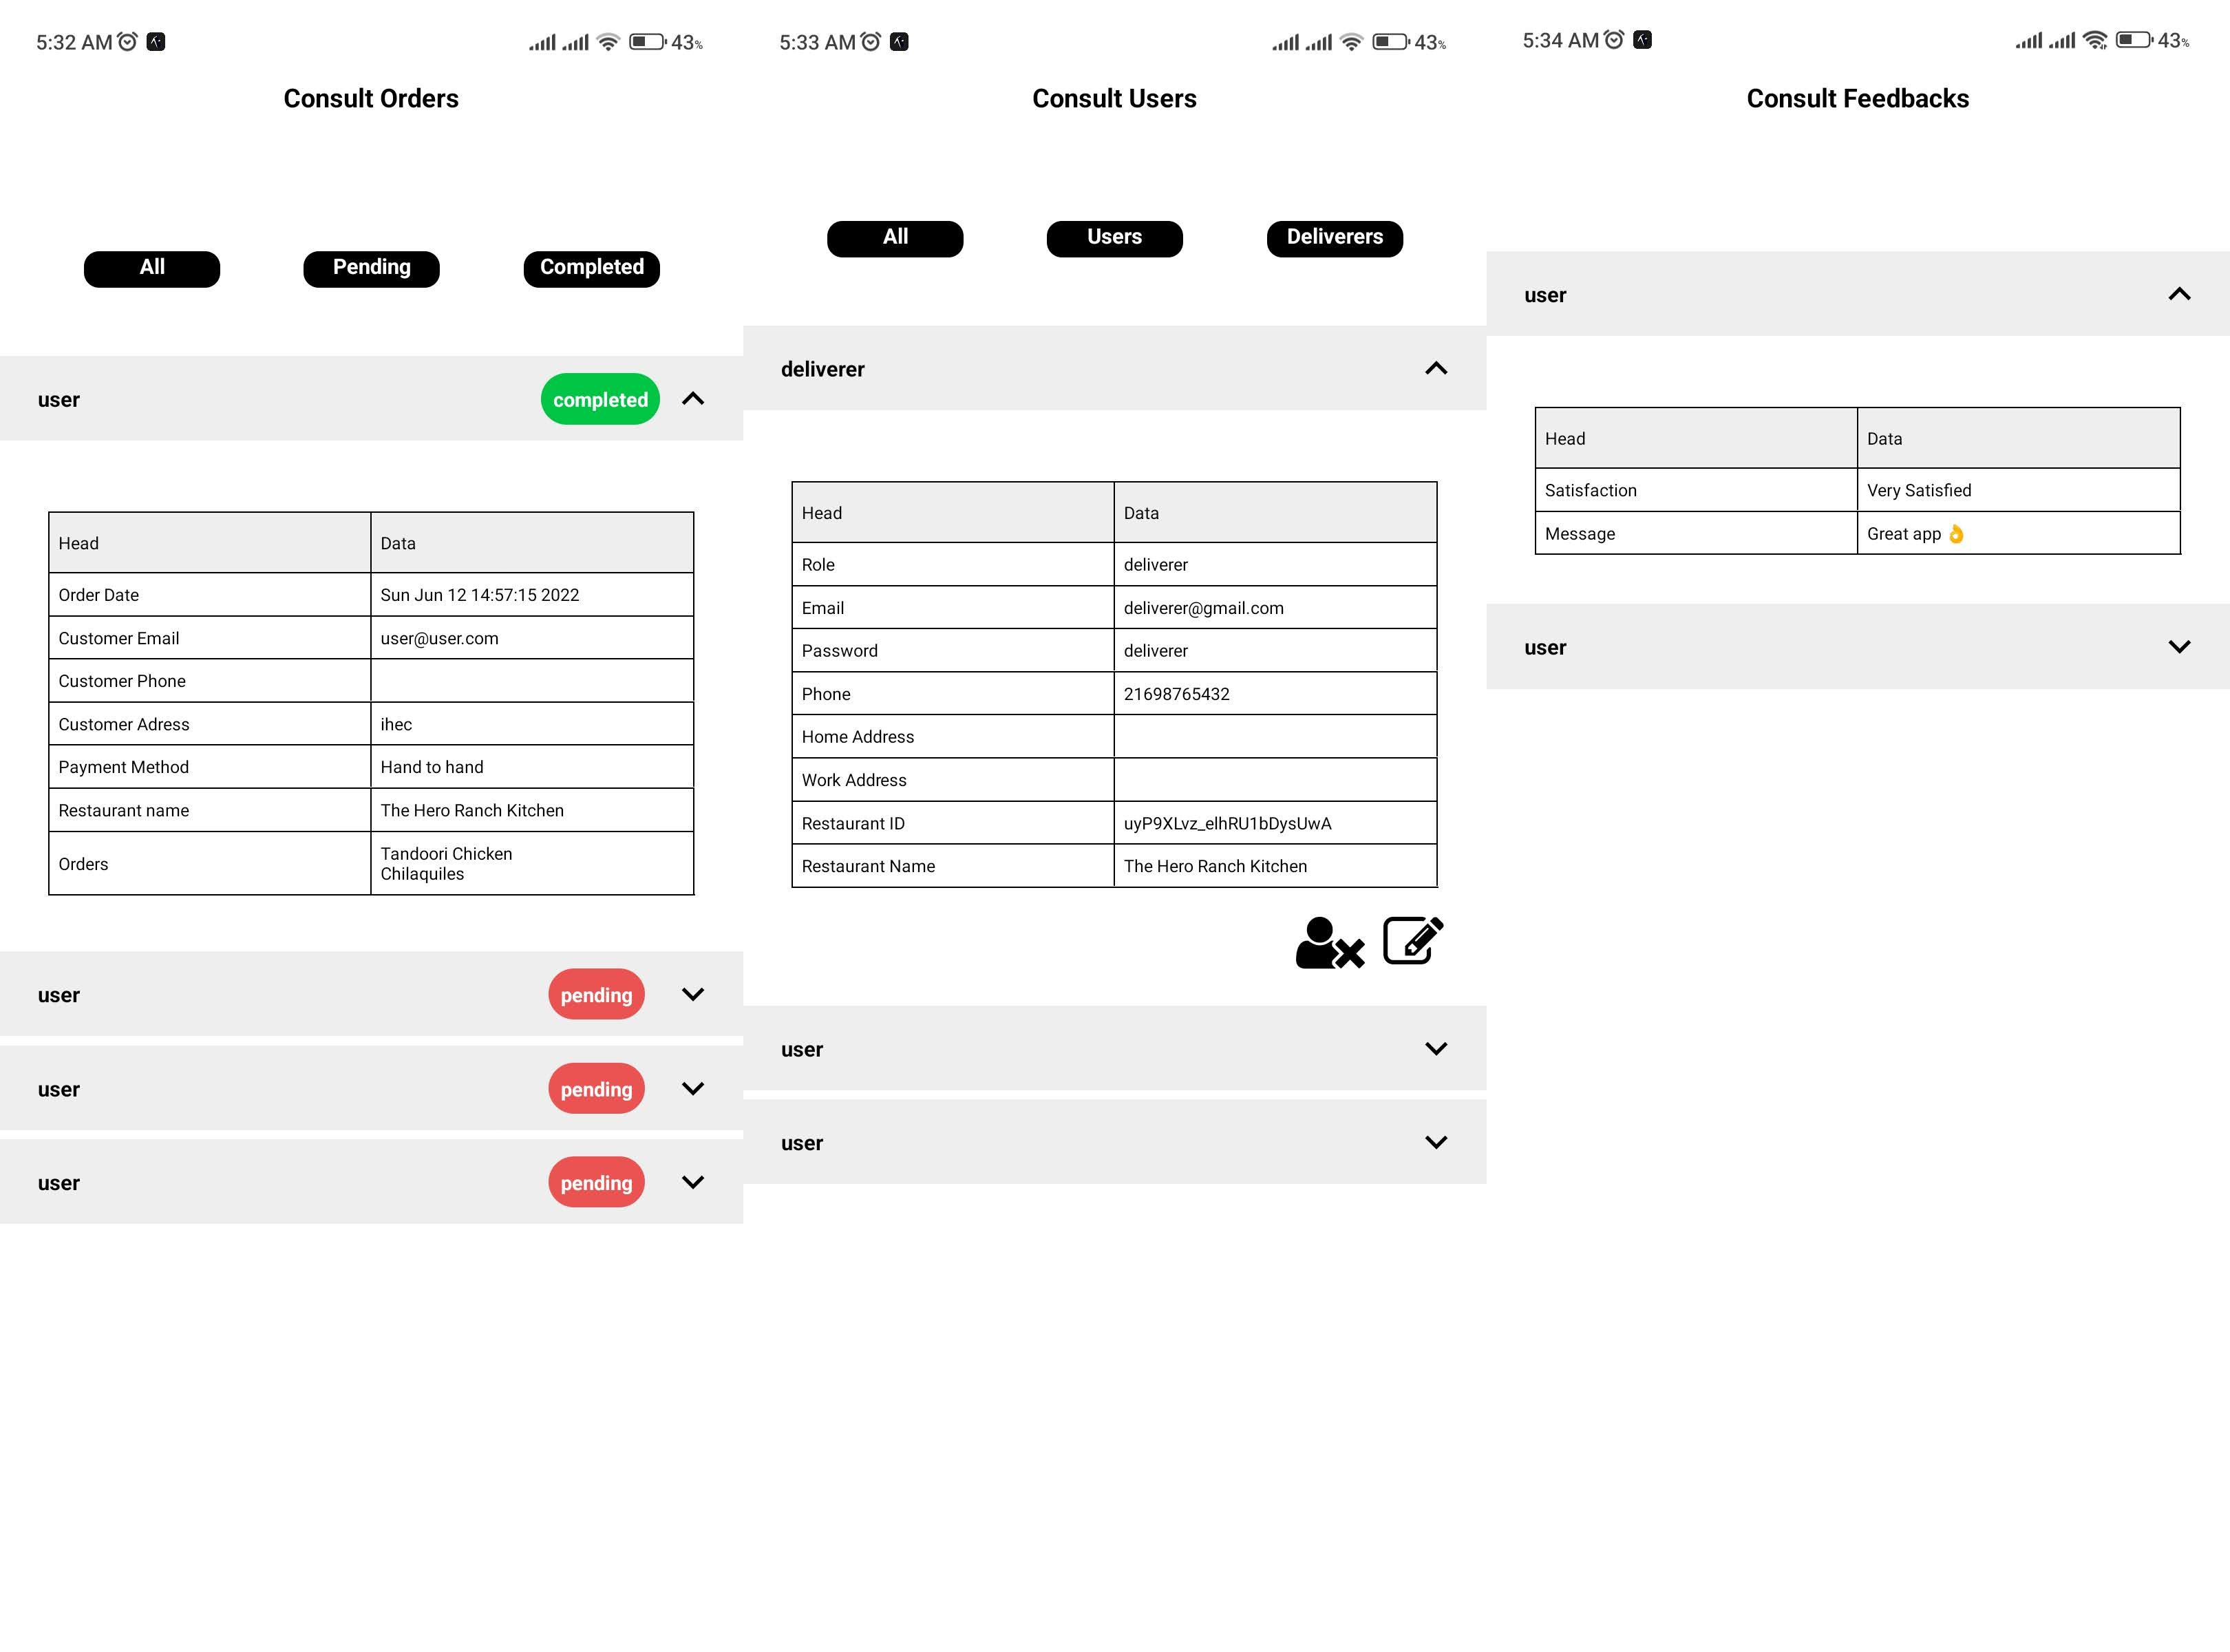 5:32 AM
43%
Consult Orders
All
Pending
Completed
user
completed
Head
Data
Order Date
Sun Jun 12 14:57:15 2022
Customer Email
user@user.com
Customer Phone
Customer Adress
ihec
Payment Method
Hand to hand
Restaurant name
The Hero Ranch Kitchen
Orders
Tandoori Chicken
Chilaquiles
user
pending
user
pending
user
pending
5:33 AM
43%
Consult Users
All
Users
Deliverers
deliverer
Head
Data
Role
deliverer
Email
deliverer@gmail.com
Password
deliverer
Phone
21698765432
Home Address
Work Address
Restaurant ID
uyP9XLvz_elhRU1bDysUwA
Restaurant Name
The Hero Ranch Kitchen
user
user
5:34 AM
43%
Consult Feedbacks
user
Head
Data
Satisfaction
Very Satisfied
Message
Great app 👌
user